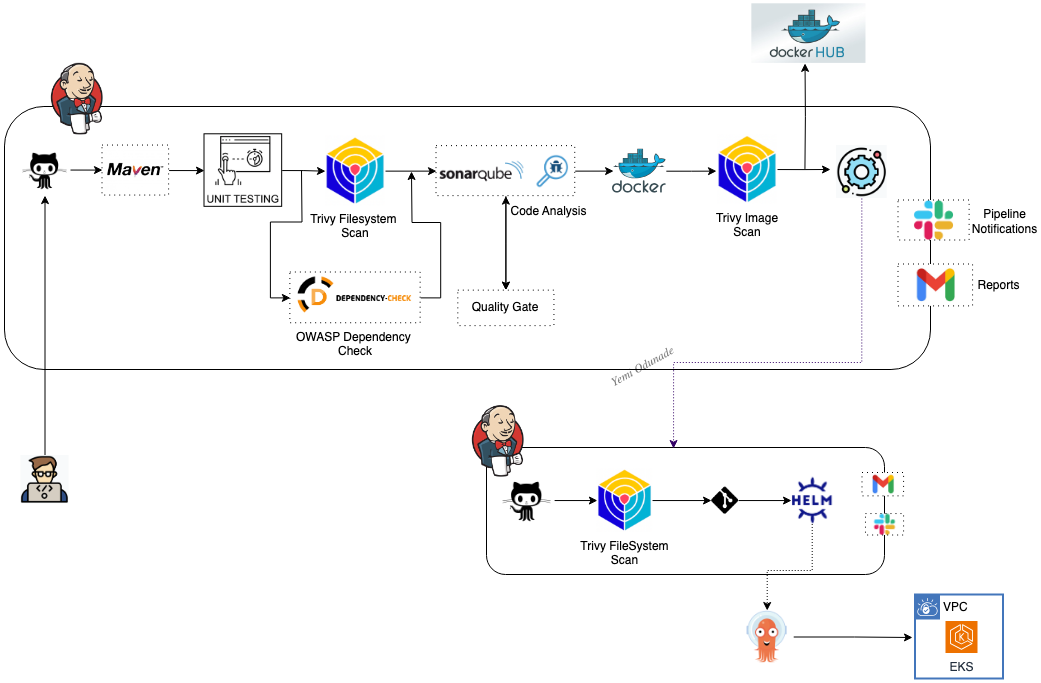 docker HUB
Maven
UNIT TESTING
Trivy Filesystem
Scan
sonarqube
Code Analysis
docker
Trivy Image
Scan
Pipeline
Notifications
Reports
D
DEPENDENCY-CHECK
OWASP Dependency
Check
Quality Gate
Yemi Odunade
HELM
Trivy FileSystem
Scan
VPC
EKS